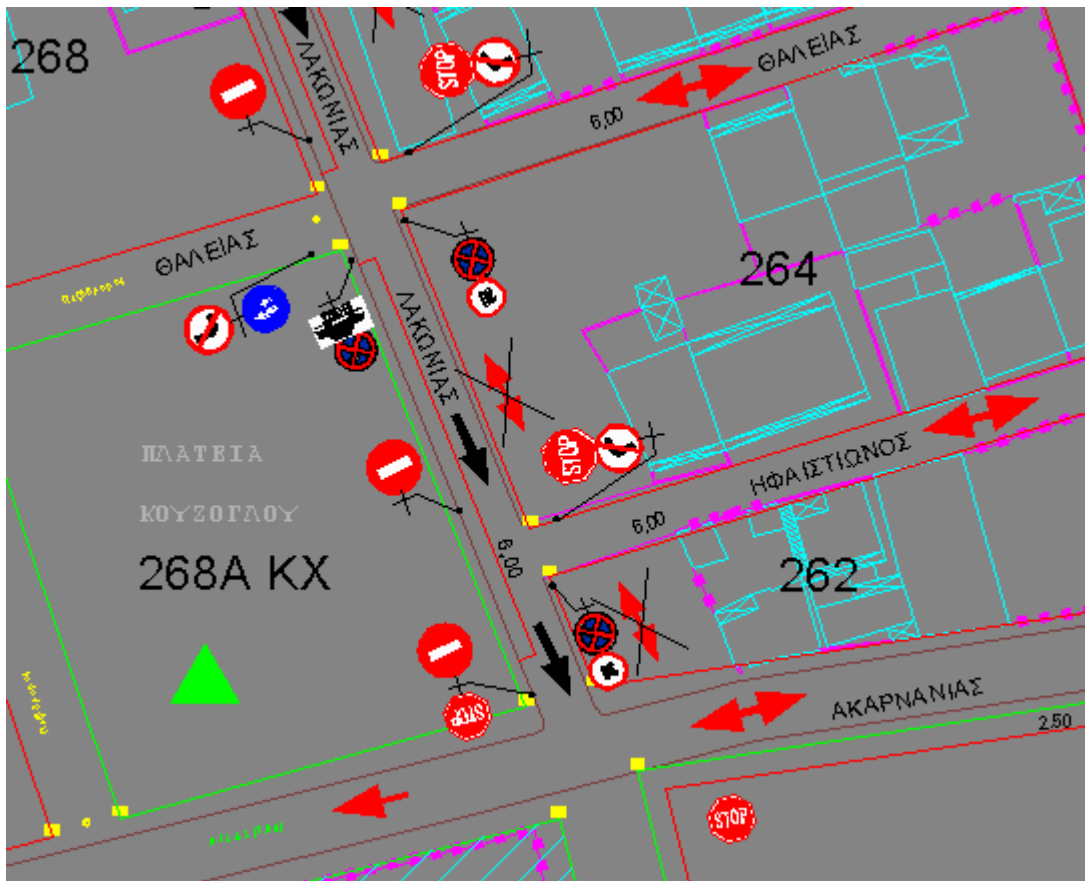 268
ΛΑΚΩΝΙΑΣ
STOP
ΘΑΛΕΙΑΣ
6,00
ΘΑΛΕΙΑΣ
264
ΛΑΚΩΝΙΑΣ
STOP
ΗΦΑΙΣΤΙΩΝΟΣ
6,00
ΠΛΑΤΕΙΑ
ΚΟΥΖΟΓΛΟΥ
268Α ΚΧ
6,00
262
STOP
ΑΚΑΡΝΑΝΙΑΣ
2.50
STOP